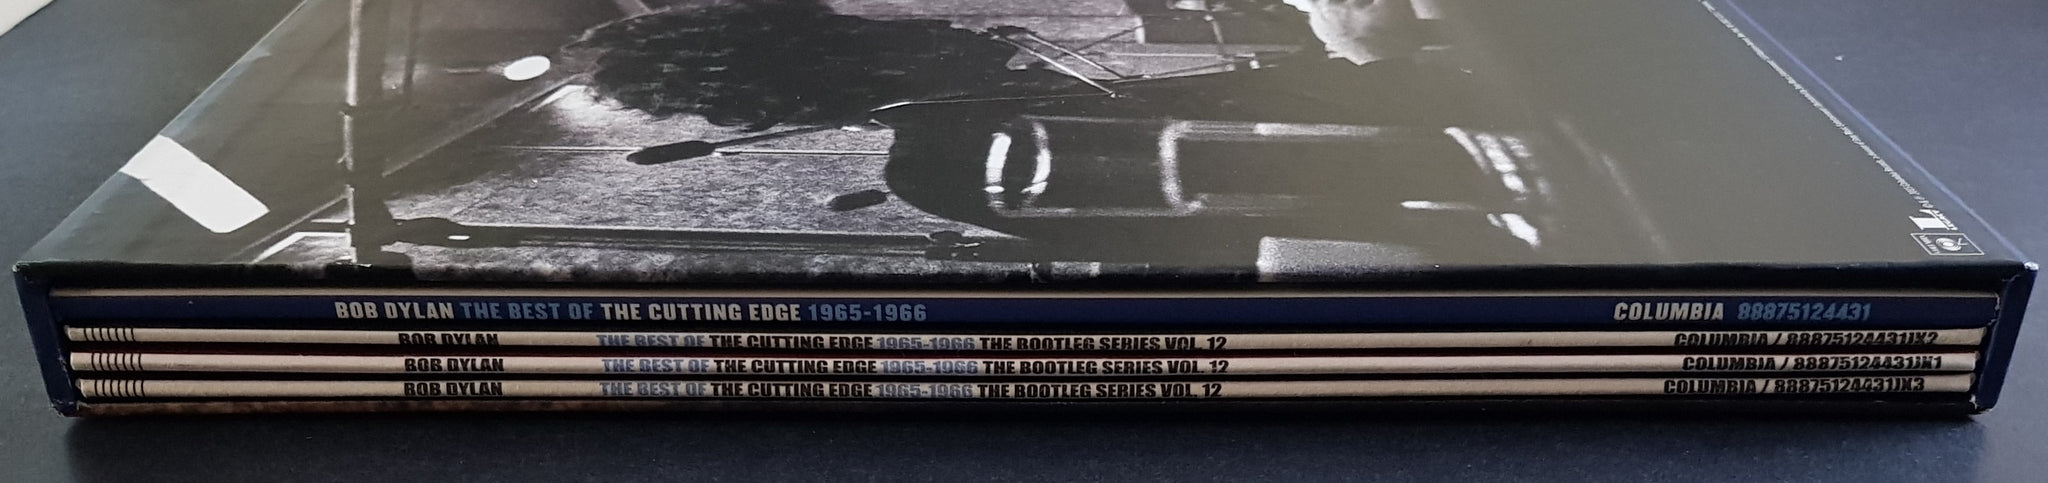 BOB DYLAN THE BEST OF THE CUTTING EDGE 1965-1966 COLUMBIA 88875124431
BOB DYLAN THE BEST OF THE CUTTING EDGE 1965-1966 THE BOOTLEG SERIES VOL. 12 COLUMBIA / 88875124431JK2
BOB DYLAN THE BEST OF THE CUTTING EDGE 1965-1966 THE BOOTLEG SERIES VOL. 12 COLUMBIA / 88875124431JK1
BOB DYLAN THE BEST OF THE CUTTING EDGE 1965-1966 THE BOOTLEG SERIES VOL. 12 COLUMBIA / 88875124431JK3